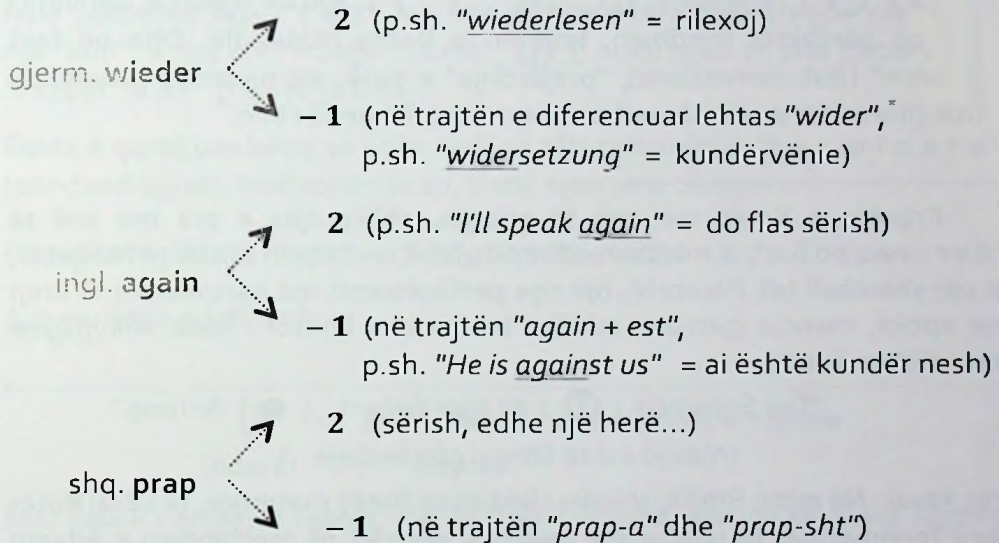 2 (p.sh. "wiederlesen" = rilexoj)
gjerm. wieder
– 1 (në trajtën e diferencuar lehtas "wider",
p.sh. "widersetzung" = kundërvënie)
2 (p.sh. "I'll speak again" = do flas sërish)
ingl. again
– 1 (në trajtën "again + est",
p.sh. "He is against us" = ai është kundër nesh)
2 (sërish, edhe një herë...)
shq. prap
– 1 (në trajtën "prap-a" dhe "prap-sht")